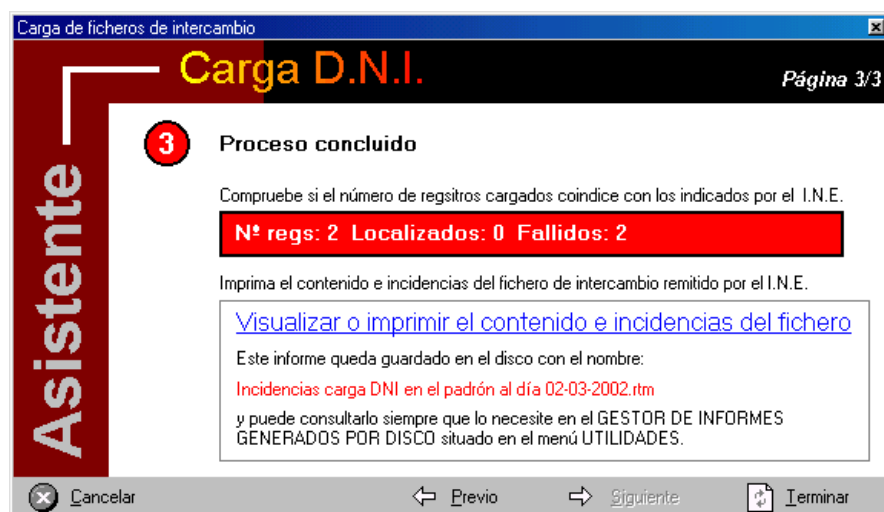 Carga de ficheros de intercambio
Carga D.N.I.
Página 3/3
Asistente
3
Proceso concluido
Compruebe si el número de regsitros cargados coindice con los indicados por el I.N.E.
Nº regs: 2 Localizados: 0 Fallidos: 2
Imprima el contenido e incidencias del fichero de intercambio remitido por el I.N.E.
Visualizar o imprimir el contenido e incidencias del fichero
Este informe queda guardado en el disco con el nombre:
Incidencias carga DNI en el padrón al día 02-03-2002.rtm
y puede consultarlo siempre que lo necesite en el GESTOR DE INFORMES
GENERADOS POR DISCO situado en el menú UTILIDADES.
Cancelar
Previo
Siguiente
Terminar